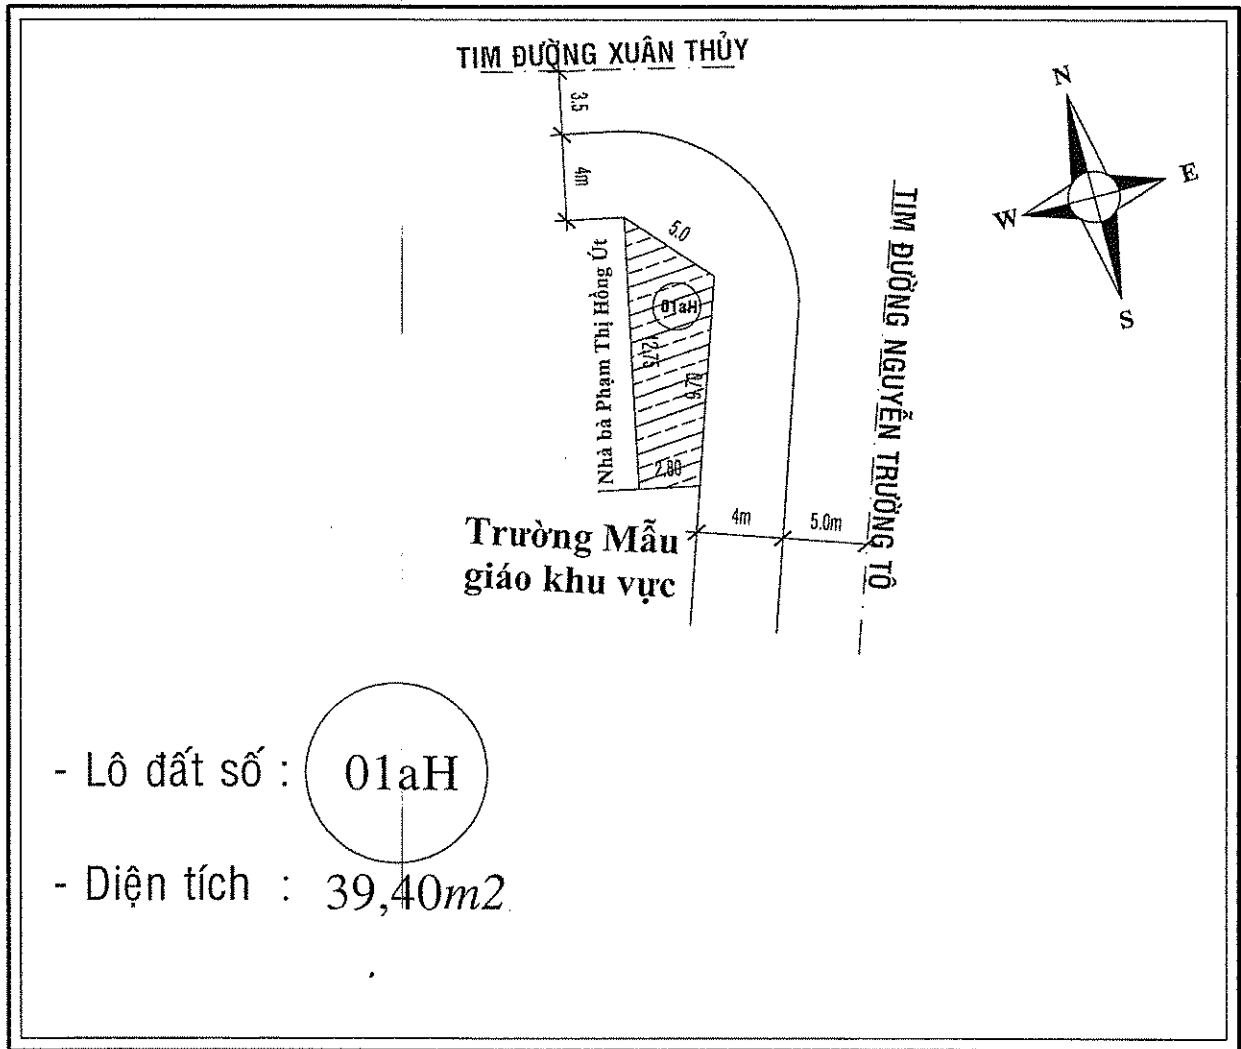 TIM ĐƯỜNG XUÂN THỦY
3.5
4m
N
E
W
S
5.0
01aH
12,75
9,70
2.80
Nhà bà Phạm Thị Hồng Út
TIM ĐƯỜNG NGUYỄN TRƯỜNG TỘ
4m
5.0m
Trường Mẫu
giáo khu vực
- Lô đất số : 01aH
- Diện tích : 39,40m2